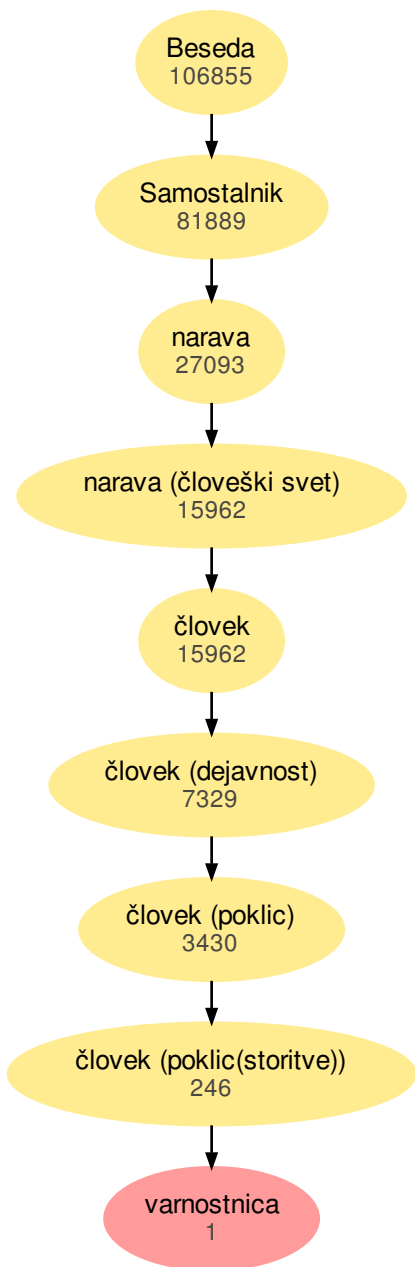 Beseda
106855
Samostalnik
81889
narava
27093
narava (človeški svet)
15962
človek
15962
človek (dejavnost)
7329
človek (poklic)
3430
človek (poklic(storitve))
246
varnostnica
1